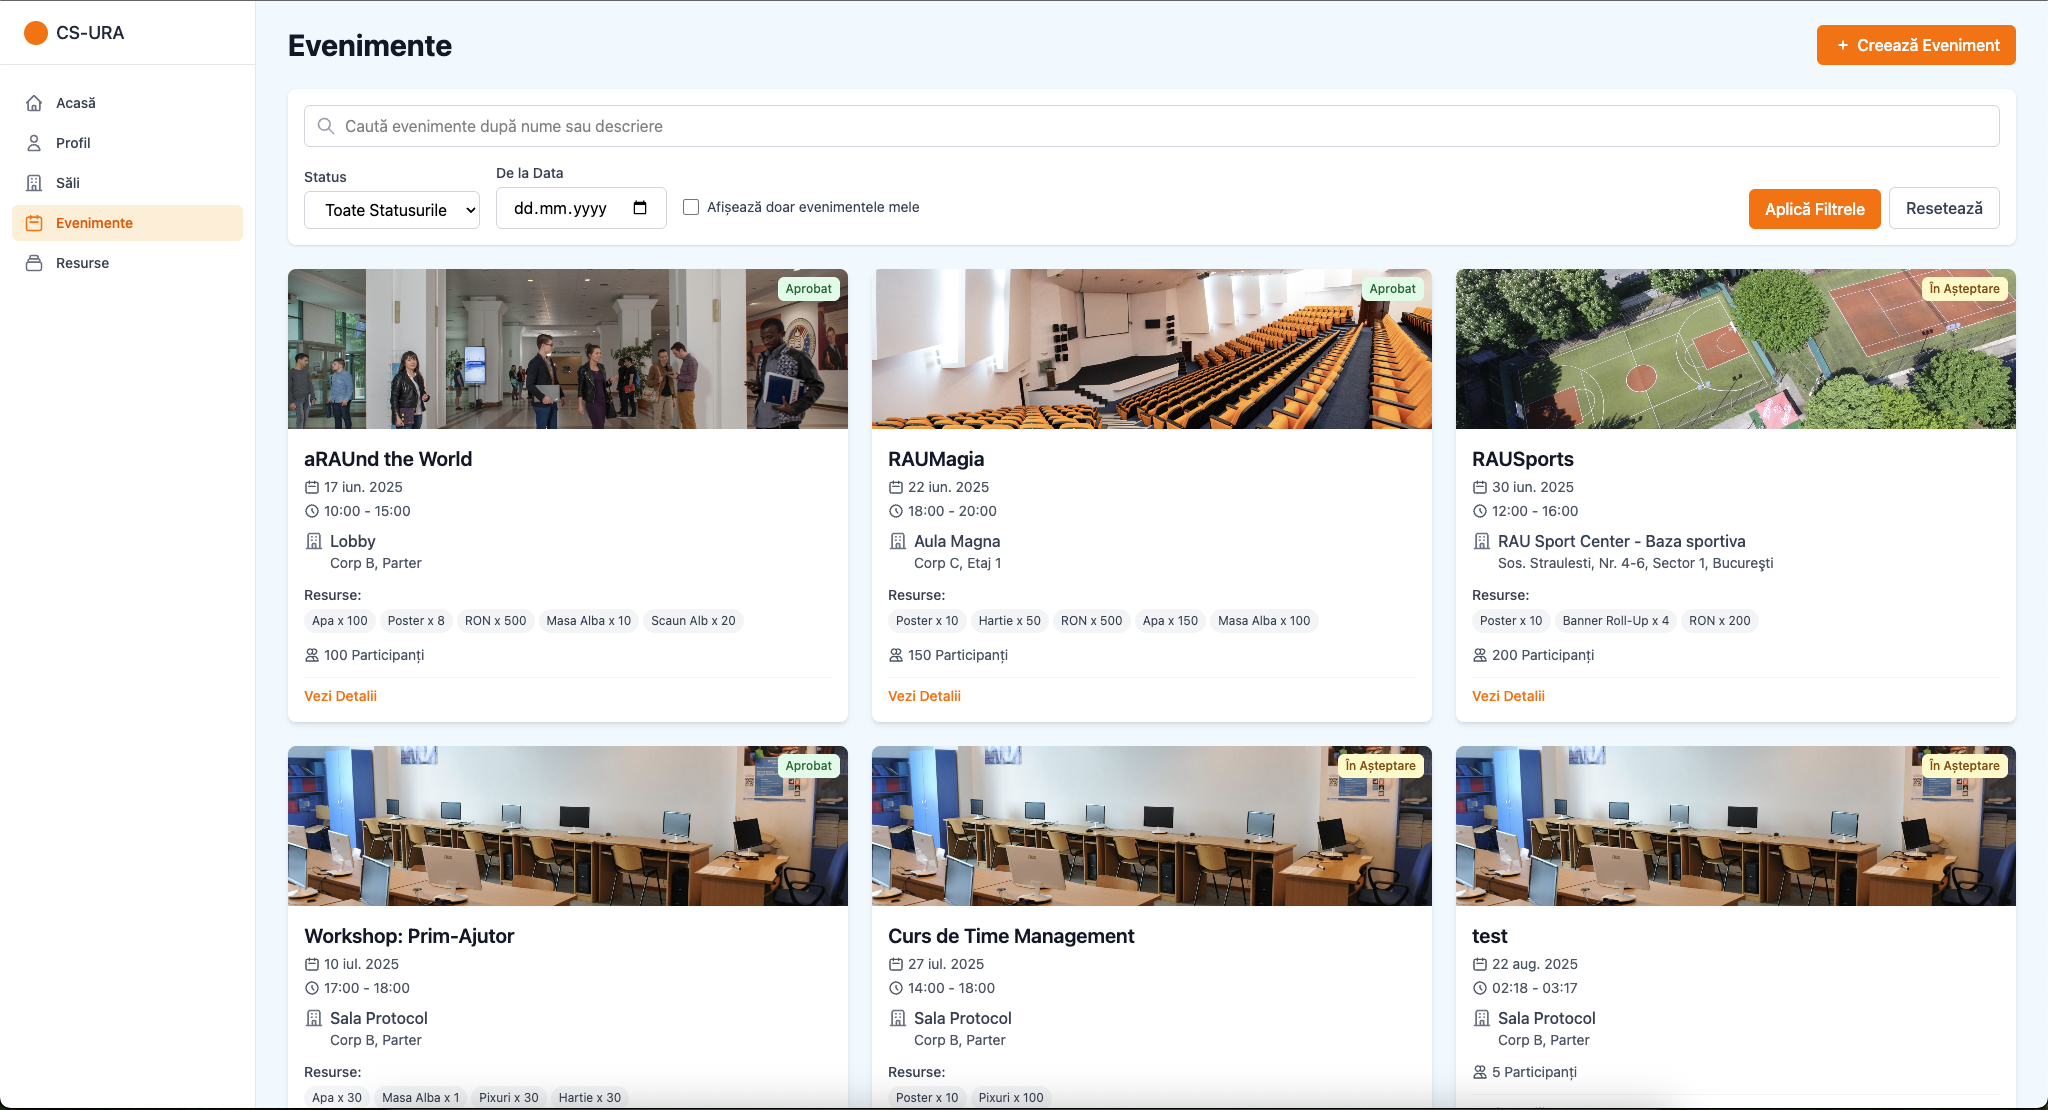 CS-URA
Acasă
Profil
Săli
Evenimente
Resurse
Evenimente
+ Creează Eveniment
Caută evenimente după nume sau descriere
Status
Toate Statusurile
De la Data
dd.mm.yyyy
Afișează doar evenimentele mele
Aplică Filtrele
Resetează
Aprobat
aRAUnd the World
17 iun. 2025
10:00 - 15:00
Lobby
Corp B, Parter
Resurse:
Apa x 100 Poster x 8 RON x 500 Masa Alba x 10 Scaun Alb x 20
100 Participanți
Vezi Detalii
Aprobat
RAUMagia
22 iun. 2025
18:00 - 20:00
Aula Magna
Corp C, Etaj 1
Resurse:
Poster x 10 Hartie x 50 RON x 500 Apa x 150 Masa Alba x 100
150 Participanți
Vezi Detalii
În Așteptare
RAUSports
30 iun. 2025
12:00 - 16:00
RAU Sport Center - Baza sportiva
Sos. Straulesti, Nr. 4-6, Sector 1, Bucureşti
Resurse:
Poster x 10 Banner Roll-Up x 4 RON x 200
200 Participanți
Vezi Detalii
Aprobat
Workshop: Prim-Ajutor
10 iul. 2025
17:00 - 18:00
Sala Protocol
Corp B, Parter
Resurse:
Apa x 30 Masa Alba x 1 Pixuri x 30 Hartie x 30
În Așteptare
Curs de Time Management
27 iul. 2025
14:00 - 18:00
Sala Protocol
Corp B, Parter
Resurse:
Poster x 10 Pixuri x 100
În Așteptare
test
22 aug. 2025
02:18 - 03:17
Sala Protocol
Corp B, Parter
5 Participanți